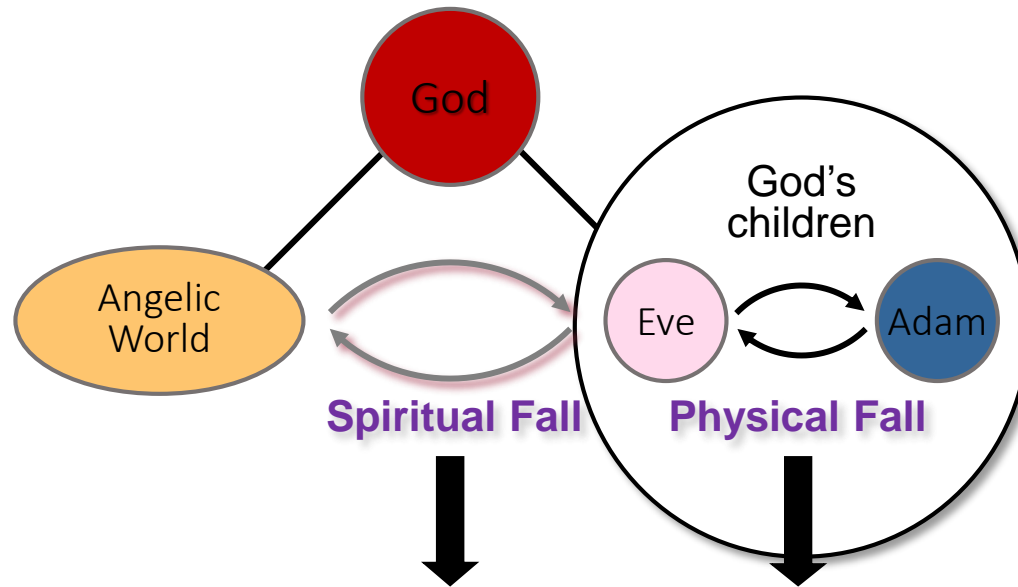 God
God's
children
Angelic
World
Eve
Adam
Spiritual Fall
Physical Fall